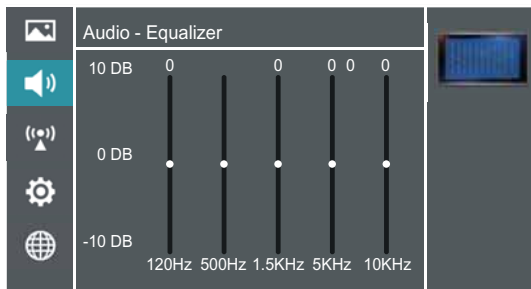 Audio - Equalizer
10 DB 0 0 0 0 0
0 DB
-10 DB
120Hz 500Hz 1.5KHz 5KHz 10KHz